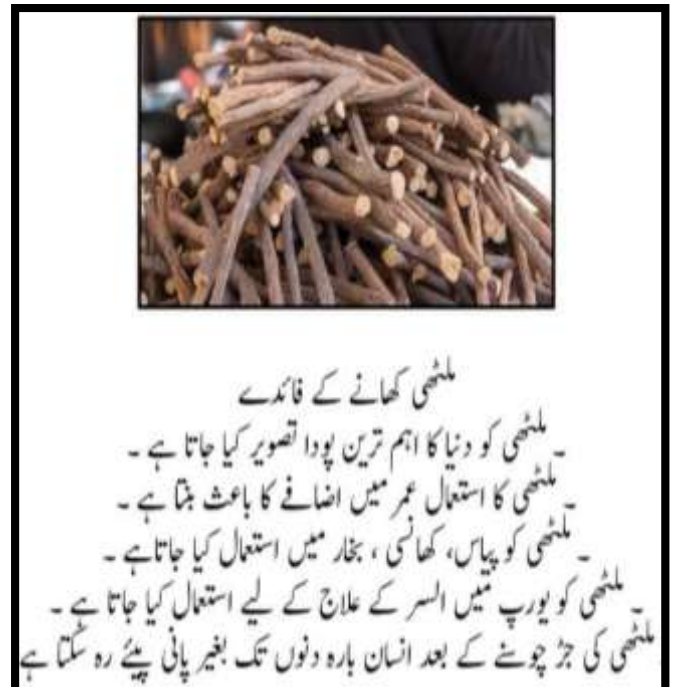 ملٹھی کھانے کے فائدے
۔ ملٹھی کو دنیا کا اہم ترین پودا تصویر کیا جاتا ہے ۔
۔ ملٹھی کا استعمال عمر میں اضافے کا باعث بنتا ہے ۔
۔ ملٹھی کو پیاس، کھانسی ، بخار میں استعمال کیا جاتاہے ۔
۔ ملٹھی کو یورپ میں السر کے علاج کے لیے استعمال کیا جاتا ہے ۔
ملٹھی کی جڑ چوسنے کے بعد انسان بارہ دنوں تک بغیر پانی پیئے رہ سکتا ہے